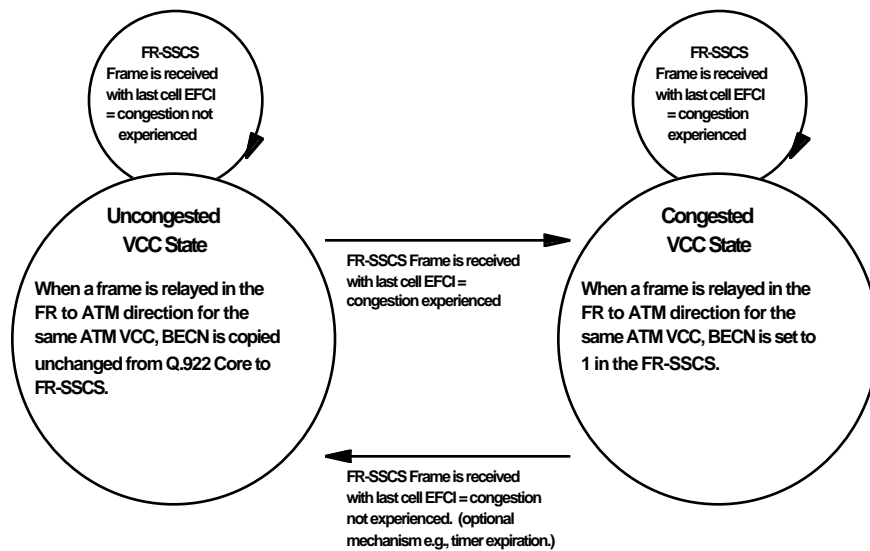 FR-SSCS
Frame is received
with last cell EFCI
= congestion not
experienced
FR-SSCS
Frame is received
with last cell EFCI
= congestion
experienced
Uncongested
VCC State
When a frame is relayed in the
FR to ATM direction for the
same ATM VCC, BECN is copied
unchanged from Q.922 Core to
FR-SSCS.
FR-SSCS Frame is received
with last cell EFCI =
congestion experienced
Congested
VCC State
When a frame is relayed in the
FR to ATM direction for the
same ATM VCC, BECN is set to
1 in the FR-SSCS.
FR-SSCS Frame is received
with last cell EFCI = congestion
not experienced. (optional
mechanism e.g., timer expiration.)